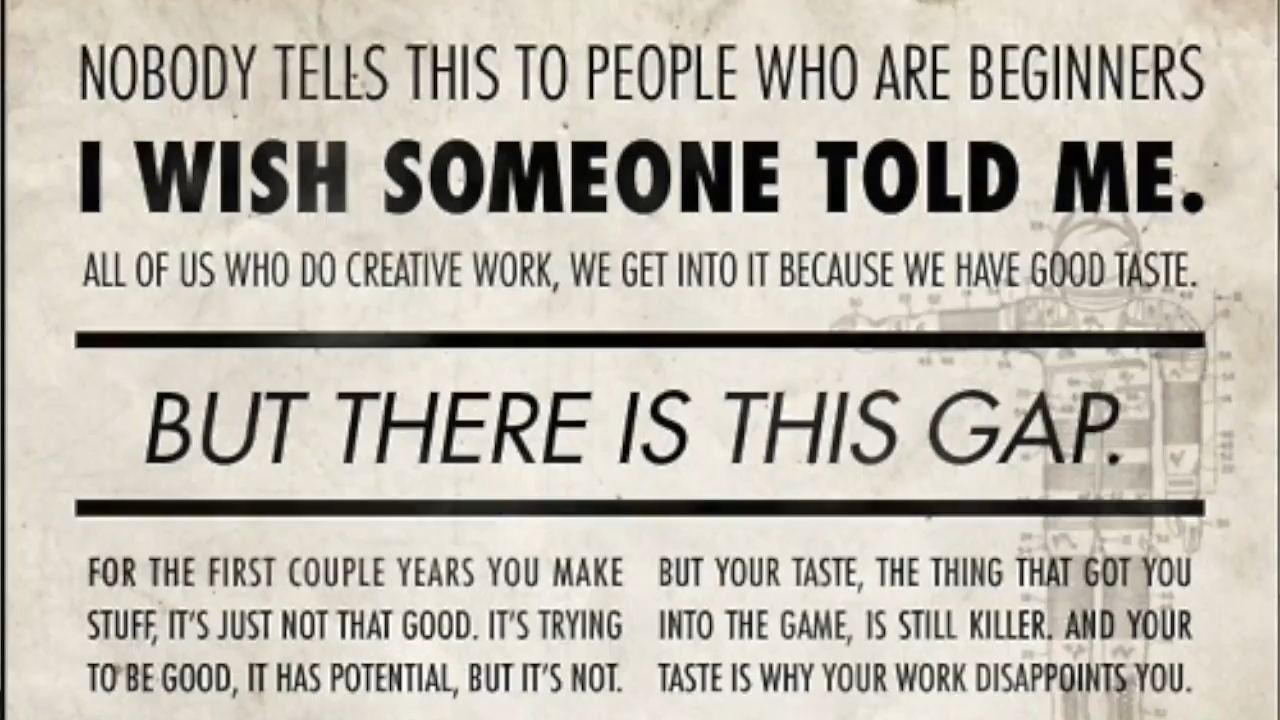 NOBODY TELLS THIS TO PEOPLE WHO ARE BEGINNERS
I WISH SOMEONE TOLD ME.
ALL OF US WHO DO CREATIVE WORK, WE GET INTO IT BECAUSE WE HAVE GOOD TASTE.
BUT THERE IS THIS GAP.
FOR THE FIRST COUPLE YEARS YOU MAKE
STUFF, IT'S JUST NOT THAT GOOD. IT'S TRYING
TO BE GOOD, IT HAS POTENTIAL, BUT IT'S NOT.
BUT YOUR TASTE, THE THING THAT GOT YOU
INTO THE GAME, IS STILL KILLER. AND YOUR
TASTE IS WHY YOUR WORK DISAPPOINTS YOU.